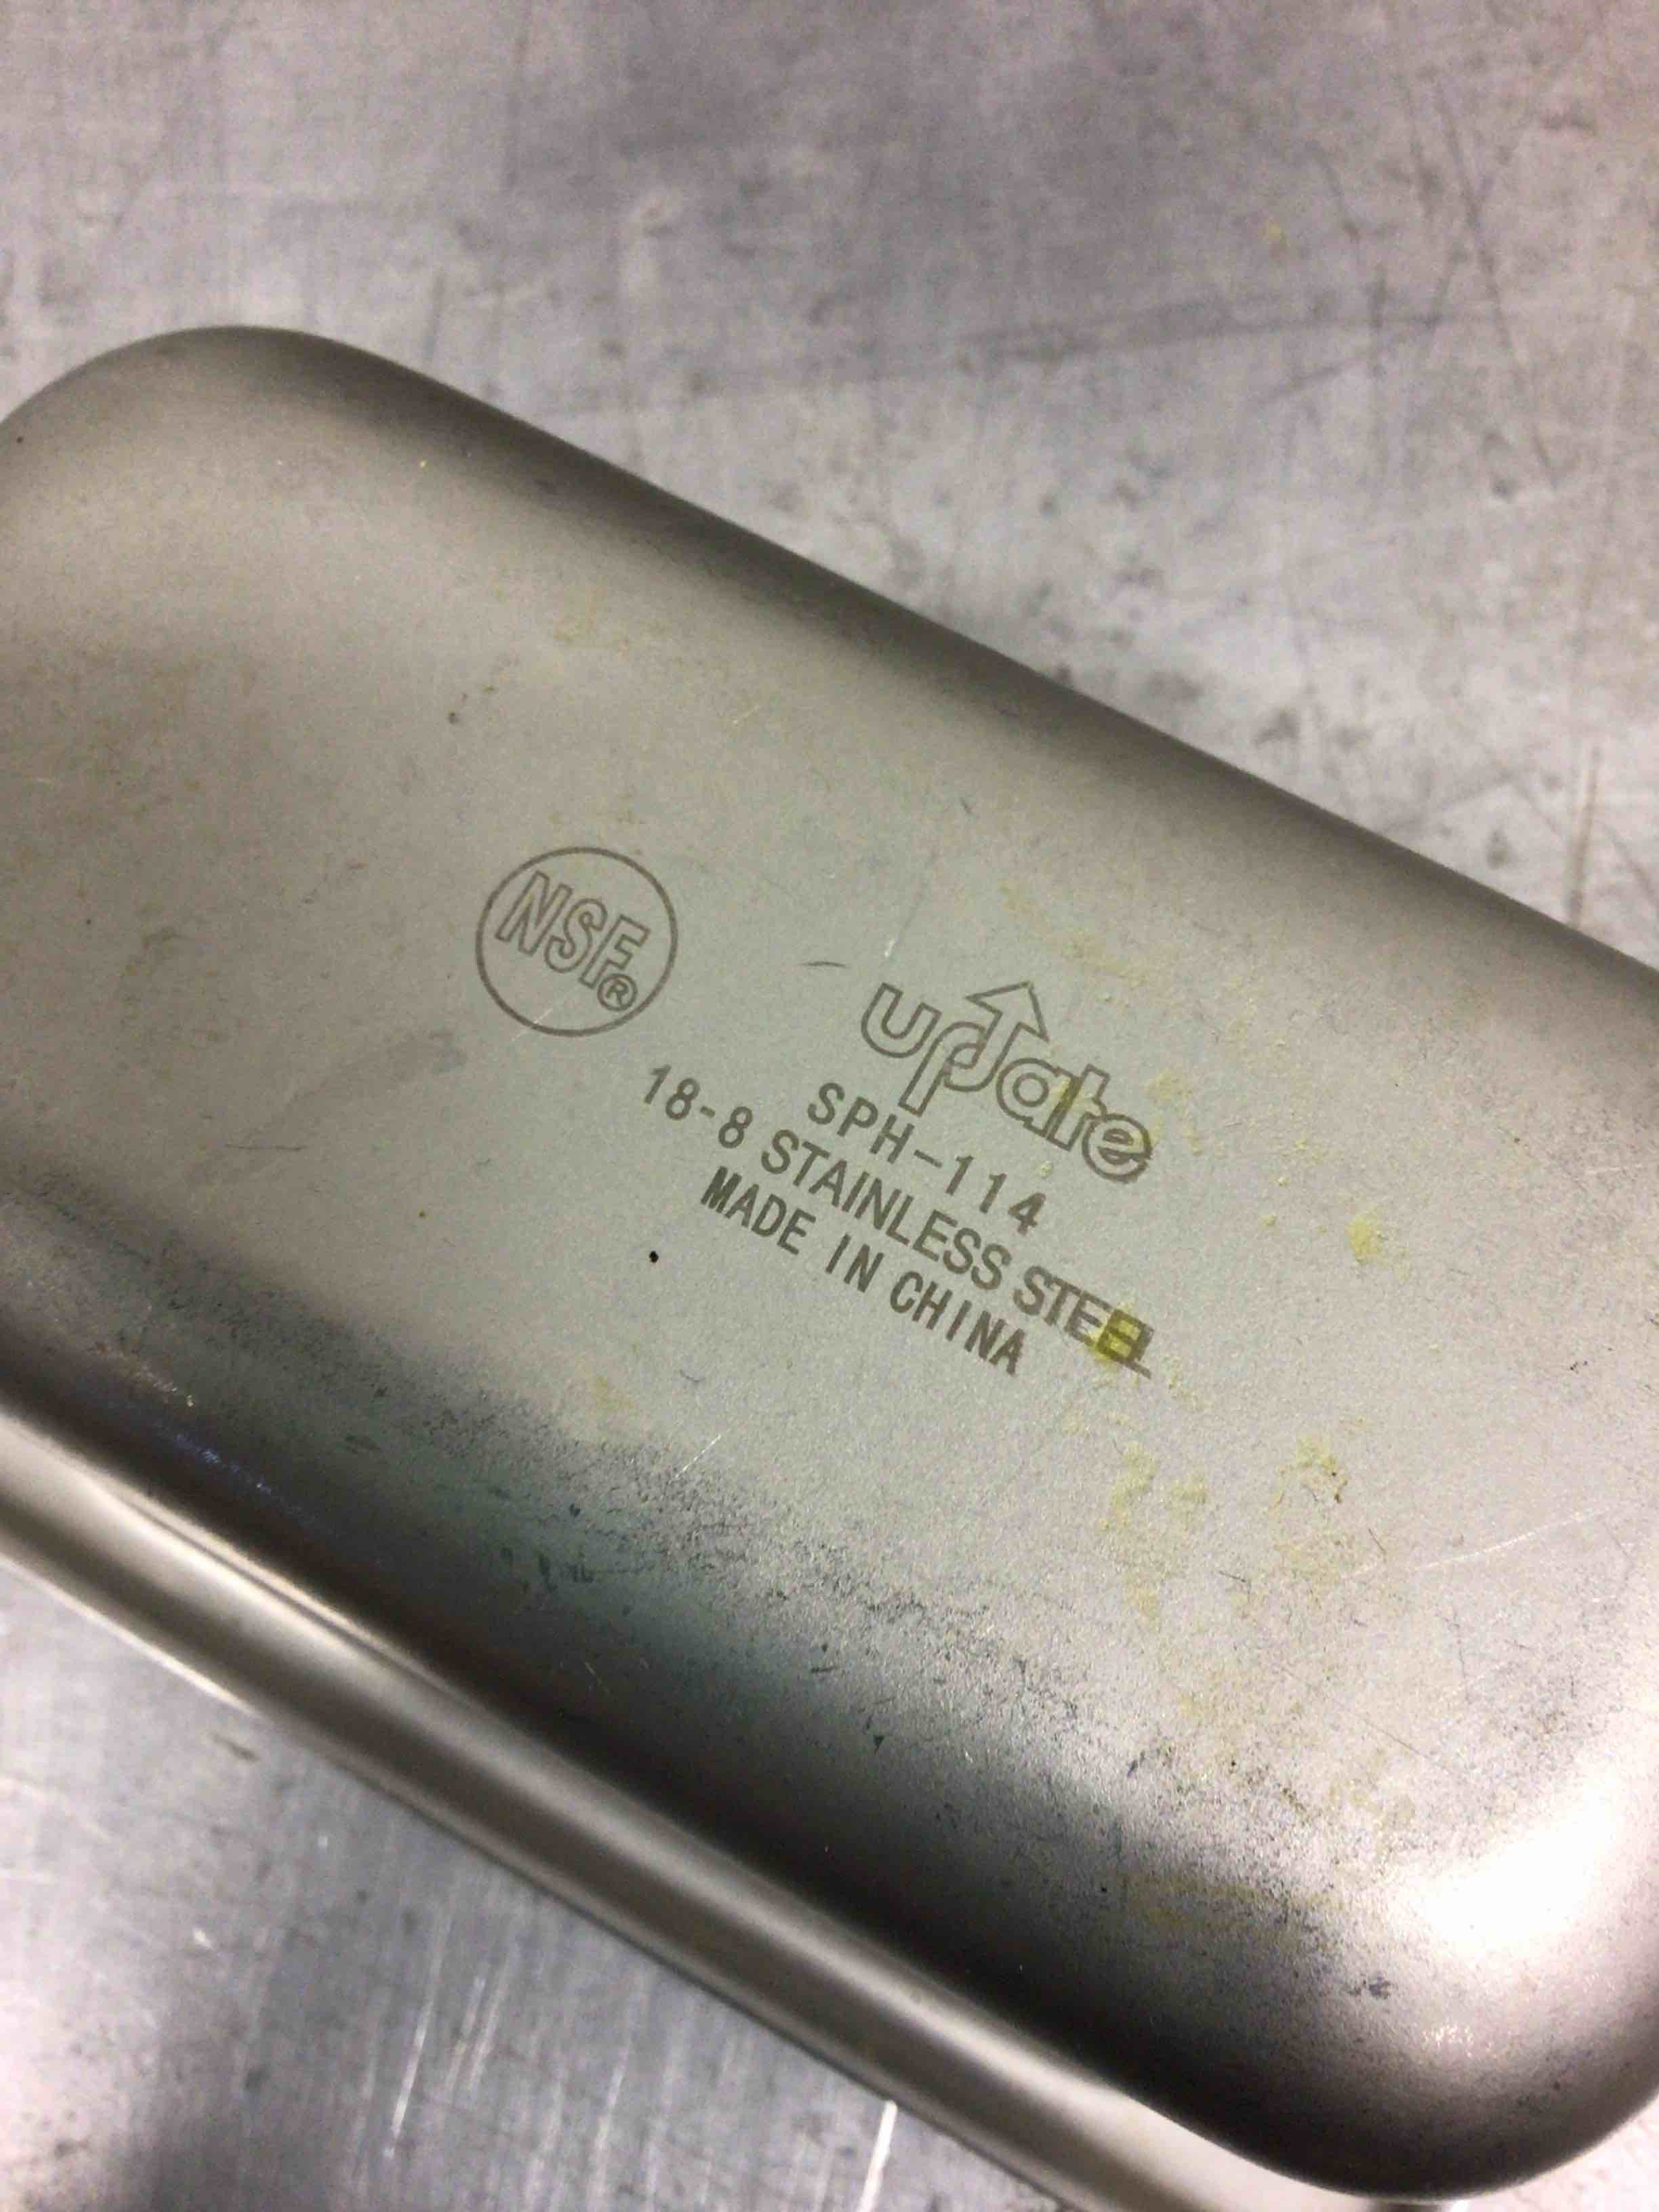 NSF®
update
SPH-114
18-8 STAINLESS STEEL
MADE IN CHINA